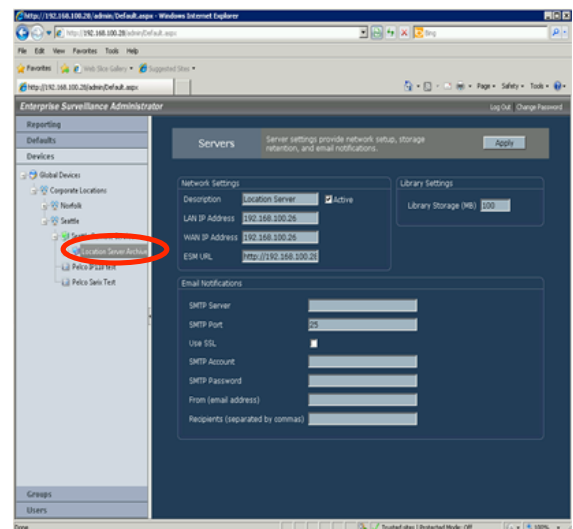 http://192.168.100.28/admin/Default.aspx - Windows Internet Explorer
http://192.168.100.28/admin/Default.aspx
Bing
File Edit View Favorites Tools Help
Favorites Web Slice Gallery Suggested Sites
http://192.168.100.28/admin/Default.aspx
Page Safety Tools
Enterprise Surveillance Administrator
Log Out Change Password
Reporting
Defaults
Devices
Global Devices
Corporate Locations
Norfolk
Seattle
Location Server Archive
Pelco Sarix Test
Groups
Users
Servers
Server settings provide network setup, storage
retention, and email notifications.
Apply
Network Settings
Description Location Server Active
LAN IP Address 192.168.100.26
WAN IP Address 192.168.100.26
ESM URL http://192.168.100.28
Library Settings
Library Storage (MB) 100
Email Notifications
SMTP Server
SMTP Port 25
Use SSL
SMTP Account
SMTP Password
From (email address)
Recipients (separated by commas)
Done
Trusted sites | Protected Mode: Off
100%